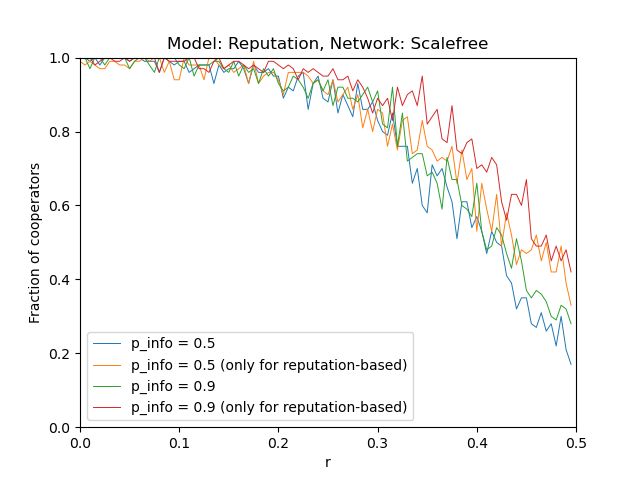 Model: Reputation, Network: Scalefree
1.0
0.8
0.6
0.4
0.2
0.0
Fraction of cooperators
p_info = 0.5
p_info = 0.5 (only for reputation-based)
p_info = 0.9
p_info = 0.9 (only for reputation-based)
0.0 0.1 0.2 0.3 0.4 0.5
r